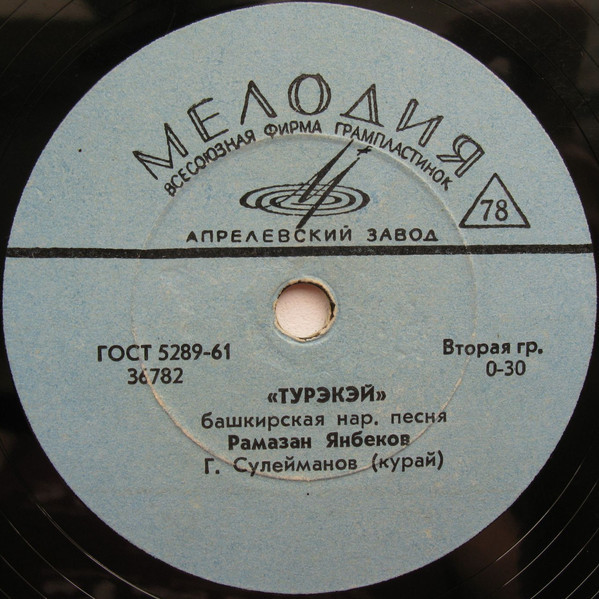 МЕЛОДИЯ
ВСЕСОЮЗНАЯ ФИРМА ГРАМПЛАСТИНОК
78
АПРЕЛЕВСКИЙ ЗАВОД
ГОСТ 5289-61
36782
Вторая гр.
0-30
«ТУРЭКЭЙ»
башкирская нар. песня
Рамазан Янбеков
Г. Сулейманов (курай)